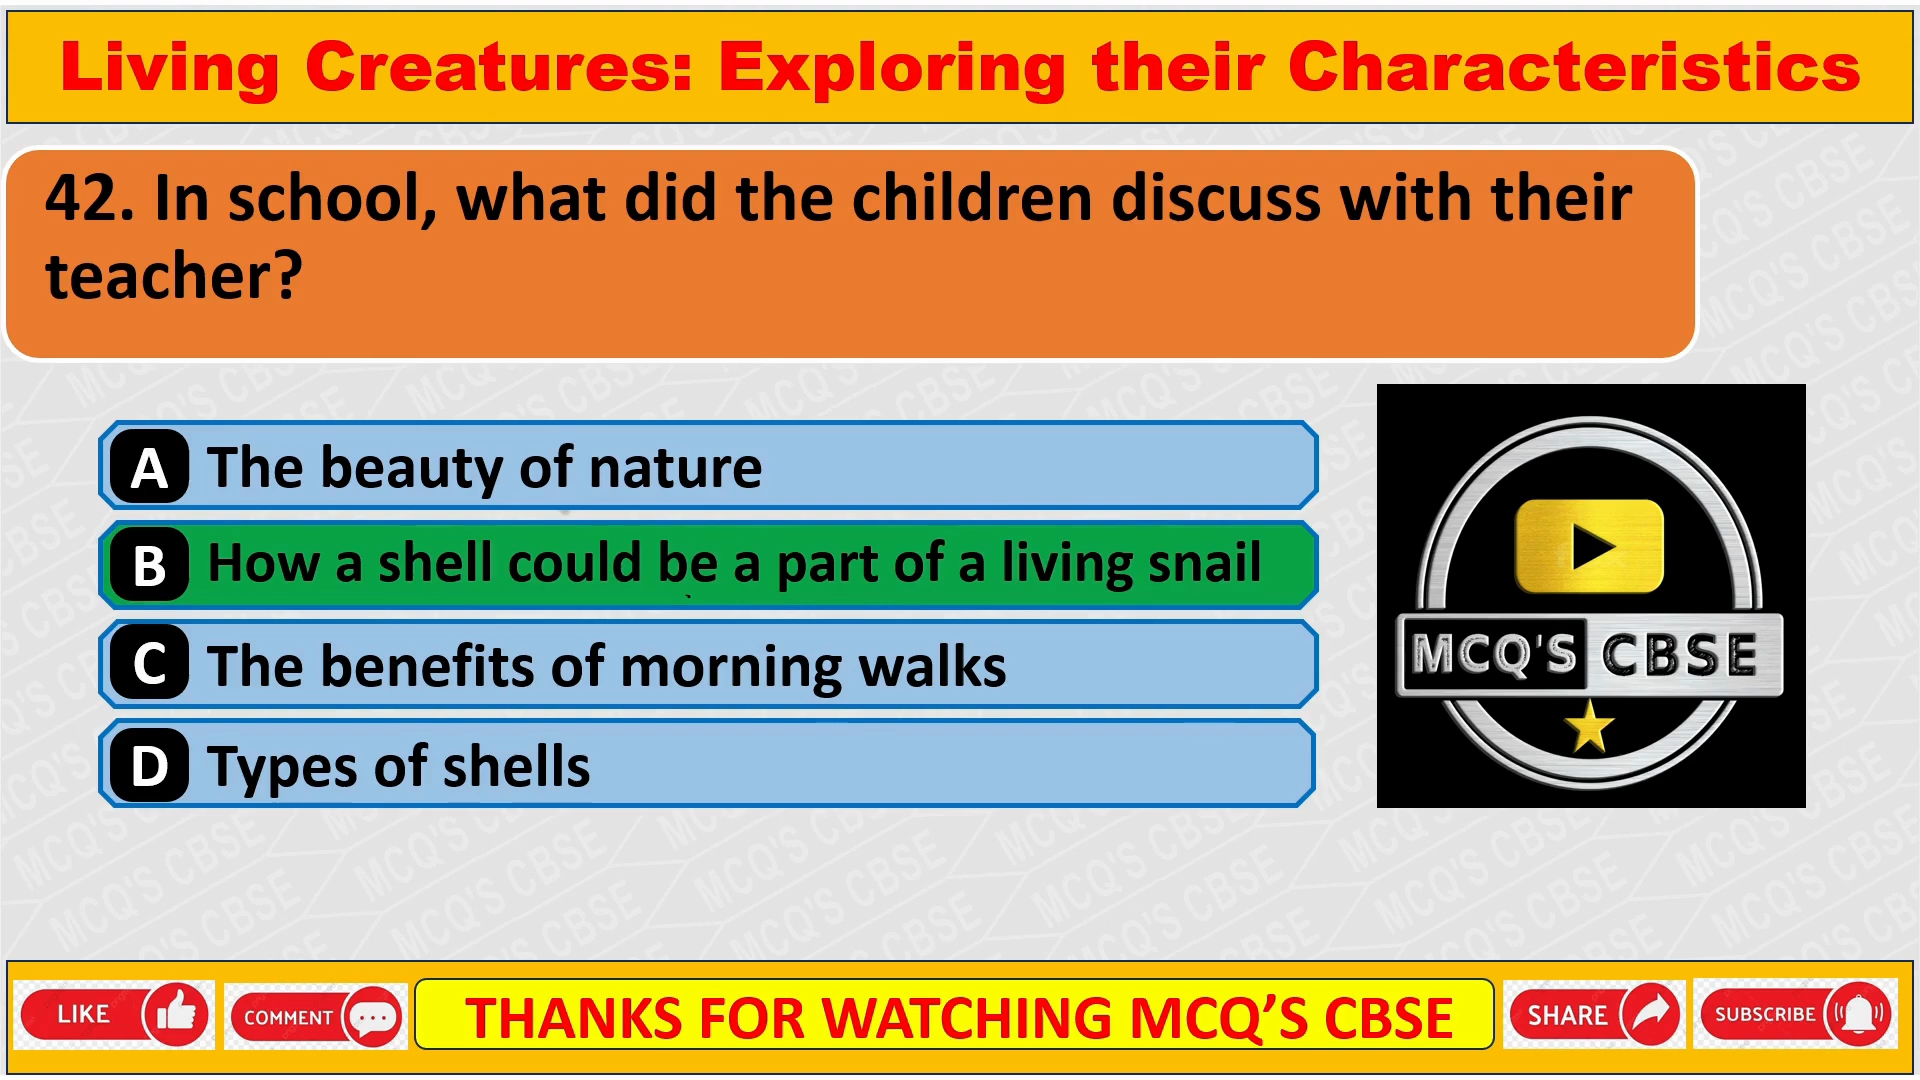 Living Creatures: Exploring their Characteristics
42. In school, what did the children discuss with their
teacher?
A The beauty of nature
B How a shell could be a part of a living snail
C The benefits of morning walks
D Types of shells
MCQ'S CBSE
LIKE
COMMENT
THANKS FOR WATCHING MCQ’S CBSE
SHARE
SUBSCRIBE